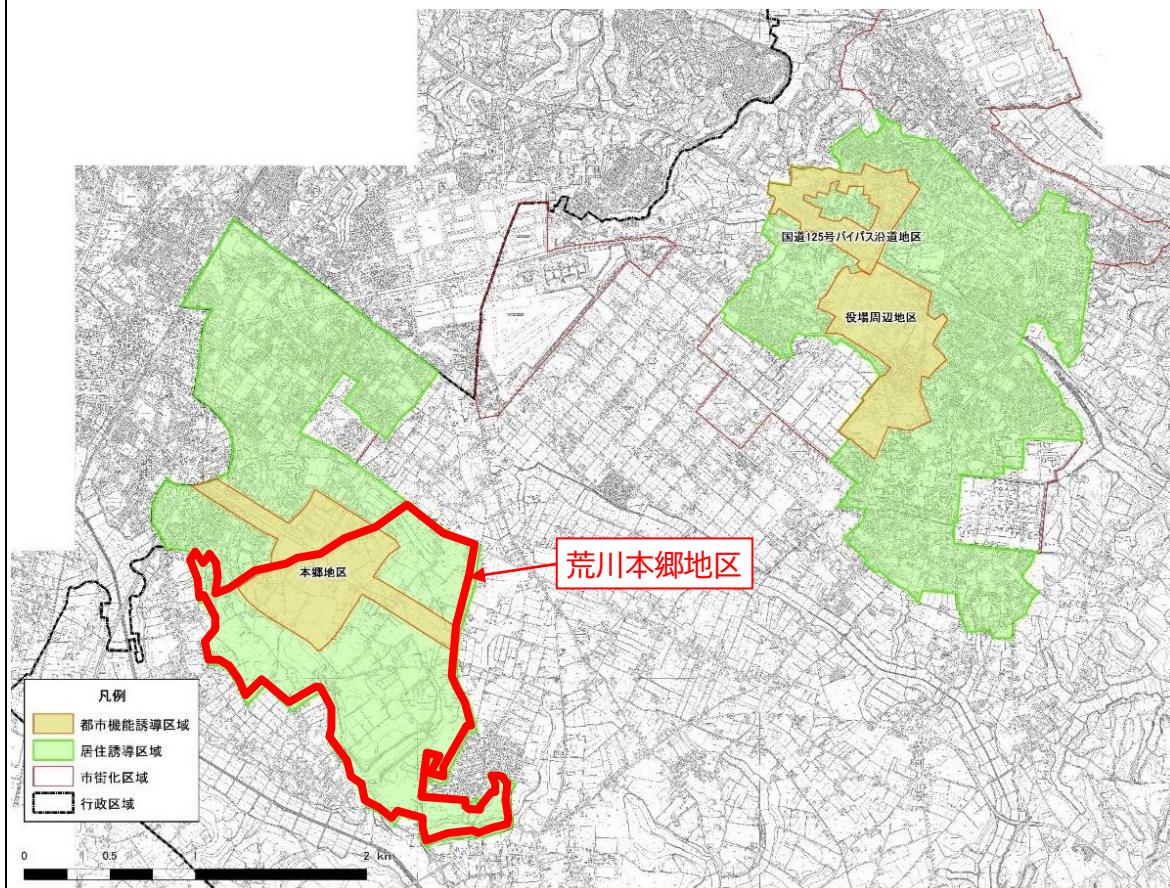 国道125号バイパス沿道地区
役場周辺地区
荒川本郷地区
本郷地区
凡例
都市機能誘導区域
居住誘導区域
市街化区域
行政区域
0 0.5 1 2 km